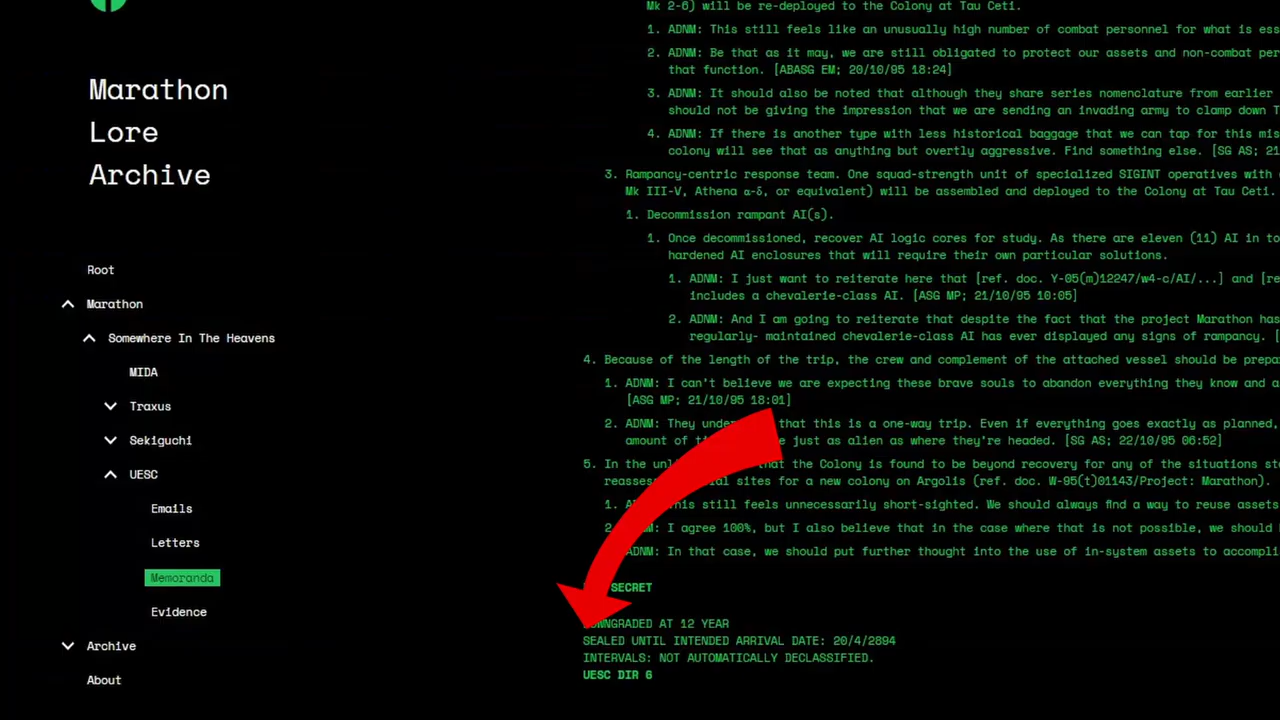 Marathon
Lore
Archive
Root
Marathon
Somewhere In The Heavens
MIDA
Traxus
Sekiguchi
UESC
Emails
Letters
Memoranda
Evidence
Archive
About
Mk 2-6) will be re-deployed to the Colony at Tau Ceti.
1. ADNM: This still feels like an unusually high number of combat personnel for what is
2. ADNM: Be that as it may, we are still obligated to protect our assets and non-combat
that function. [ABASG EM; 20/10/95 18:24]
3. ADNM: It should also be noted that although they share series nomenclature from earlier
should not be giving the impression that we are sending an invading army to clamp down
4. ADNM: If there is another type with less historical baggage that we can tap for this
colony will see that as anything but overtly aggressive. Find something else. [SG AS; 21
3. Rampancy-centric response team. One squad-strength unit of specialized SIGINT operatives with
Mk III-V, Athena α-δ, or equivalent) will be assembled and deployed to the Colony at Tau Ceti.
1. Decommission rampant AI(s).
1. Once decommissioned, recover AI logic cores for study. As there are eleven (11) AI in
hardened AI enclosures that will require their own particular solutions.
1. ADNM: I just want to reiterate here that [ref. doc. Y-05(m)12247/w4-c/AI/...] and
includes a chevalerie-class AI. [ASG MP; 21/10/95 10:05]
2. ADNM: And I am going to reiterate that despite the fact that the project Marathon has
regularly- maintained chevalerie-class AI has ever displayed any signs of rampancy. [
4. Because of the length of the trip, the crew and complement of the attached vessel should be
1. ADNM: I can't believe we are expecting these brave souls to abandon everything they know and
[ASG MP; 21/10/95 18:01]
2. ADNM: They that this is a one-way trip. Even if everything goes exactly as planned,
amount of just as alien as where they're headed. [SG AS; 22/10/95 06:52]
5. In the that the Colony is found to be beyond recovery for any of the situations
sites for a new colony on Argolis (ref. doc. W-95(t)01143/Project: Marathon).
1. This still feels unnecessarily short-sighted. We should always find a way to reuse assets
2. I agree 100%, but I also believe that in the case where that is not possible, we should
ADNM: In that case, we should put further thought into the use of in-system assets to
SECRET
DOWNGRADED AT 12 YEAR
SEALED UNTIL INTENDED ARRIVAL DATE: 20/4/2894
INTERVALS: NOT AUTOMATICALLY DECLASSIFIED.
UESC DIR G